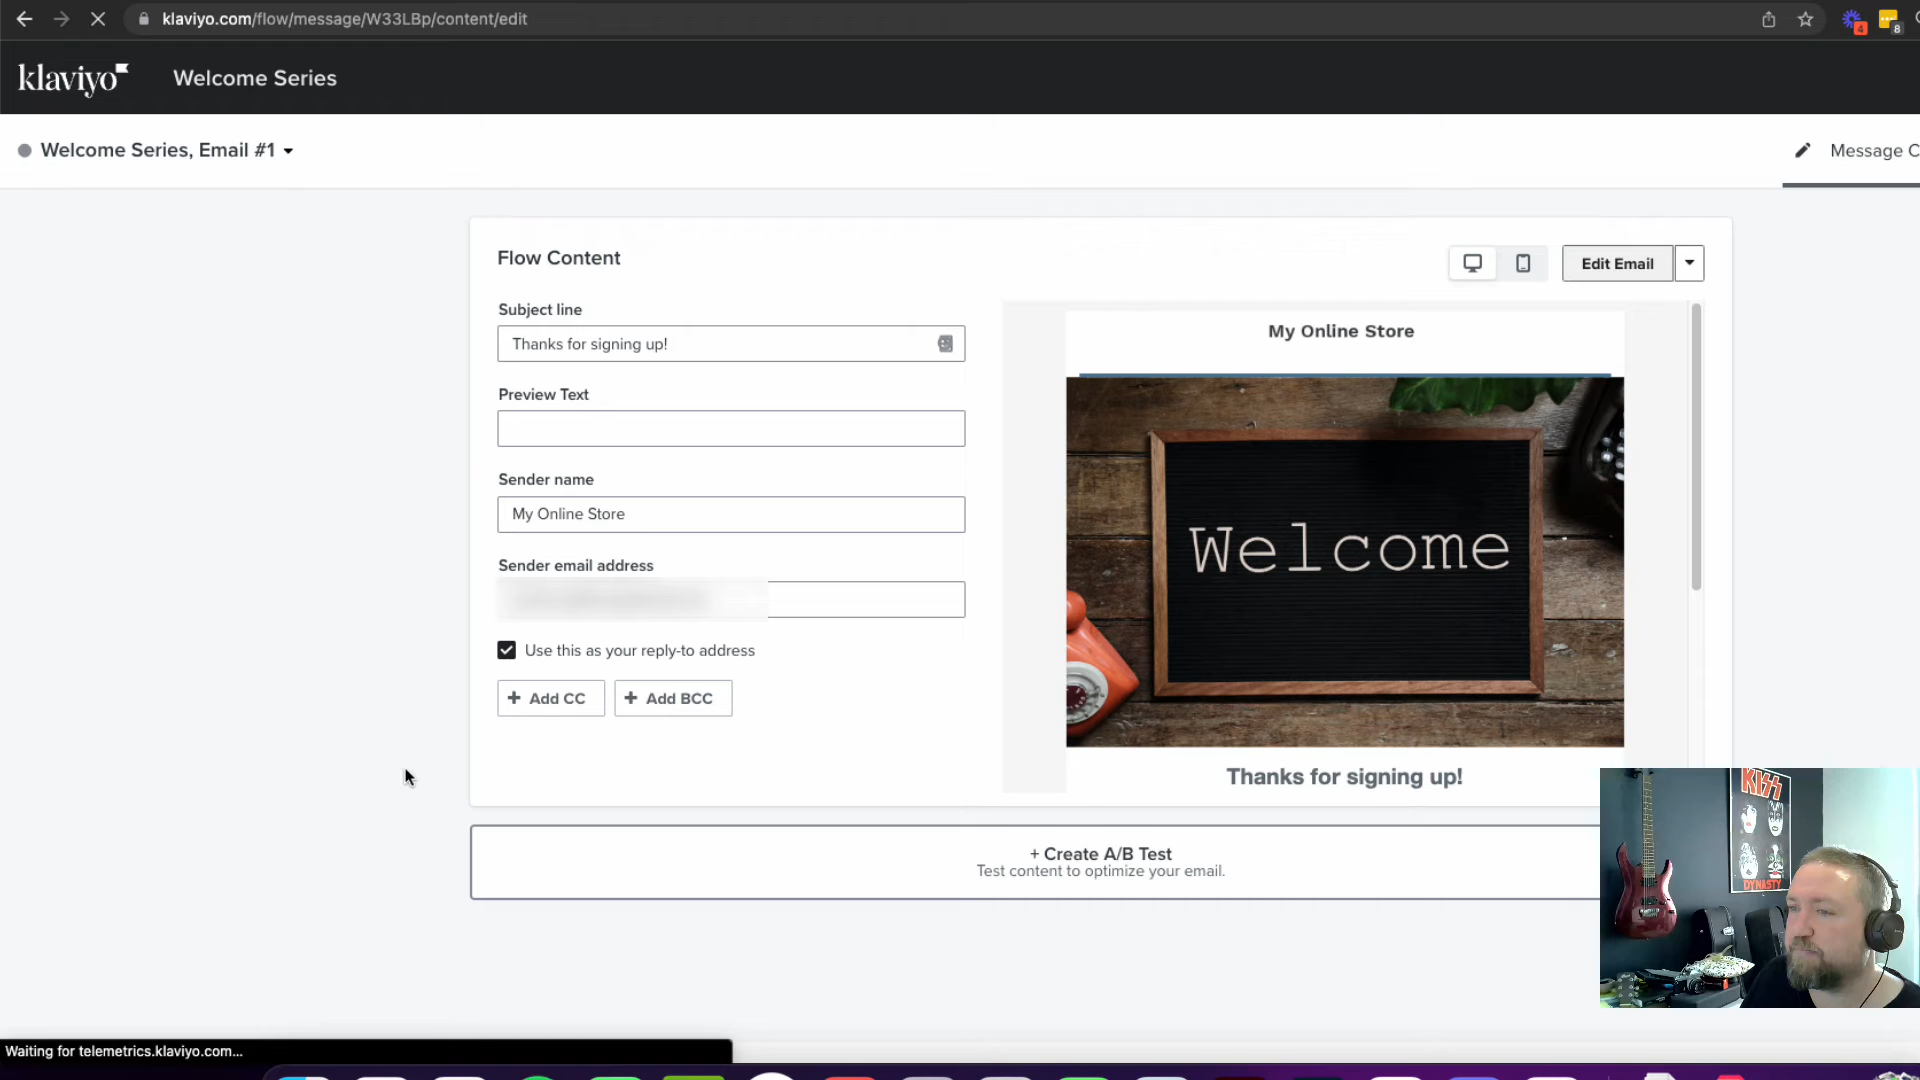 klaviyo.com/flow/message/W33LBp/content/edit
4
8
klaviyo
Welcome Series
Welcome Series, Email #1
Message C
Flow Content
Edit Email
Subject line
Thanks for signing up!
Preview Text
Sender name
My Online Store
Sender email address
Use this as your reply-to address
+ Add CC
+ Add BCC
My Online Store
Welcome
Thanks for signing up!
+ Create A/B Test
Test content to optimize your email.
KISS
DYNASTY
Waiting for telemetrics.klaviyo.com...